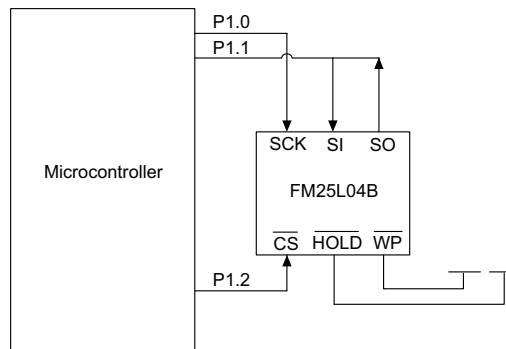 P1.0
P1.1
SCK SI SO
Microcontroller
FM25L04B
CS HOLD WP
P1.2